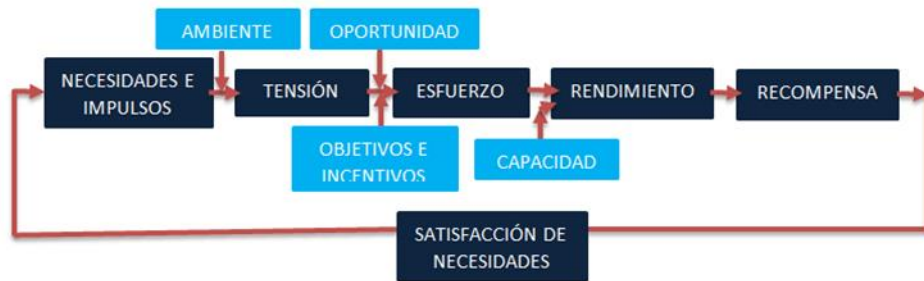 AMBIENTE
OPORTUNIDAD
NECESIDADES E
IMPULSOS
TENSIÓN
ESFUERZO
RENDIMIENTO
RECOMPENSA
OBJETIVOS E
INCENTIVOS
CAPACIDAD
SATISFACCIÓN DE
NECESIDADES